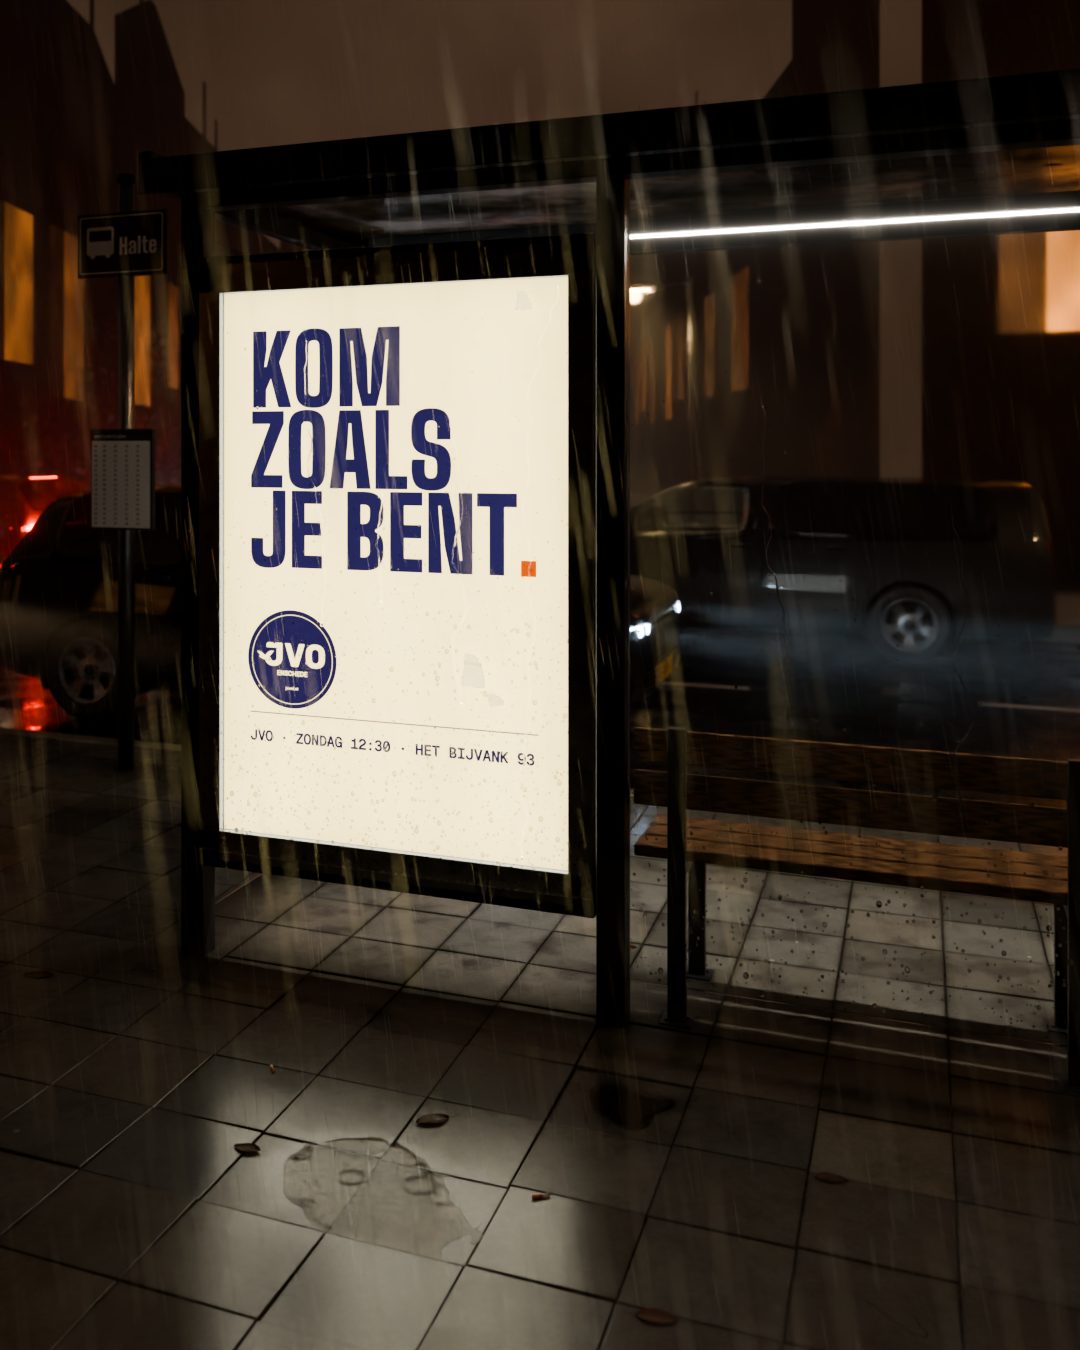 Halte
KOM
ZOALS
JE BENT.
JVO
ENSCHEDE
JVO · ZONDAG 12:30 · HET BIJVANK 93